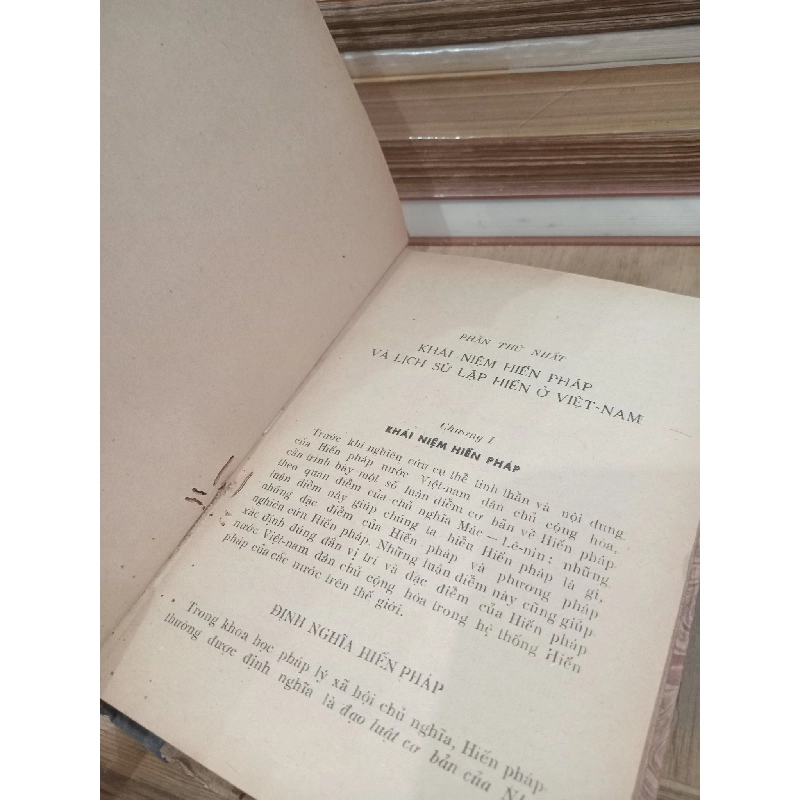 PHẦN THỨ NHẤT
KHÁI NIỆM HIẾN PHÁP
VÀ LỊCH SỬ LẬP HIẾN Ở VIỆT-NAM
Chương I
KHÁI NIỆM HIẾN PHÁP
Trước khi nghiên cứu cụ thể tinh thần và nội dung
của Hiến pháp nước Việt-nam dân chủ cộng hòa,
cần trình bày một số luận điểm cơ bản về Hiến pháp
theo quan điểm của chủ nghĩa Mác — Lê-nin; những
luận điểm này giúp chúng ta hiểu Hiến pháp là gì,
những đặc điểm của Hiến pháp và phương pháp
nghiên cứu Hiến pháp. Những luận điểm này cũng giúp
xác định đúng đắn vị trí và đặc điểm của Hiến pháp
nước Việt-nam dân chủ cộng hòa trong hệ thống Hiến
pháp của các nước trên thế giới.
ĐỊNH NGHĨA HIẾN PHÁP
Trong khoa học pháp lý xã hội chủ nghĩa, Hiến pháp
thường được định nghĩa là đạo luật cơ bản của